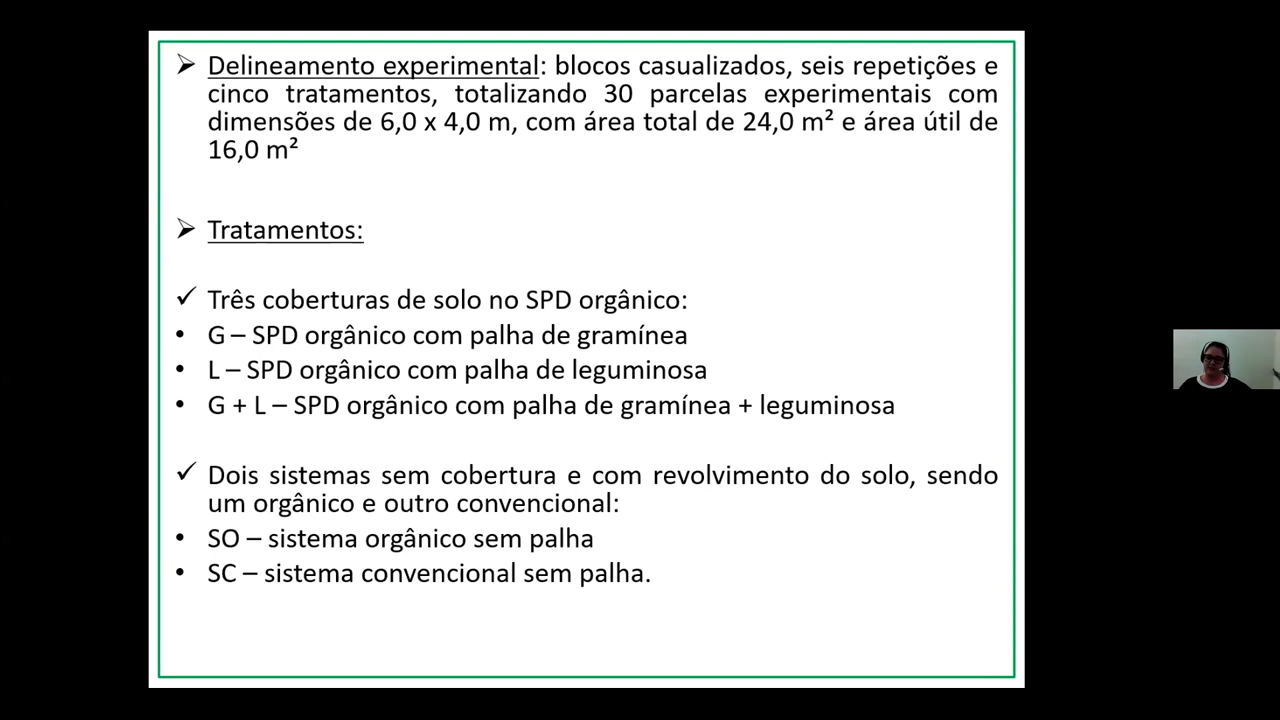 ➢ Delineamento experimental: blocos casualizados, seis repetições e
cinco tratamentos, totalizando 30 parcelas experimentais com
dimensões de 6,0 x 4,0 m, com área total de 24,0 m² e área útil de
16,0 m²
➢ Tratamentos:
✓ Três coberturas de solo no SPD orgânico:
• G – SPD orgânico com palha de gramínea
• L – SPD orgânico com palha de leguminosa
• G + L – SPD orgânico com palha de gramínea + leguminosa
✓ Dois sistemas sem cobertura e com revolvimento do solo, sendo
um orgânico e outro convencional:
• SO – sistema orgânico sem palha
• SC – sistema convencional sem palha.